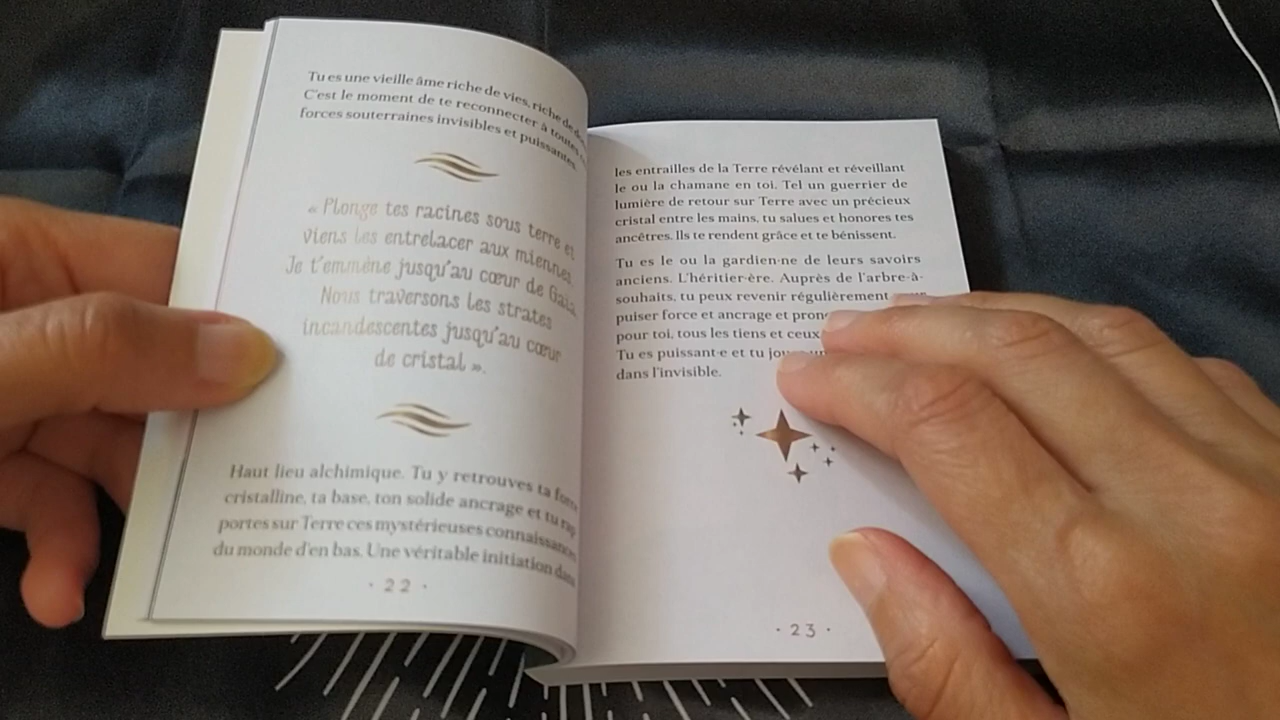 Tu es une vieille âme riche de vies, riche de
C'est le moment de te reconnecter à toutes
forces souterraines invisibles et puissantes.
« Plonge tes racines sous terre et
viens les entrelacer aux miennes.
Je t'emmène jusqu'au cœur de Gaïa.
Nous traversons les strates
incandescentes jusqu'au cœur
de cristal ».
Haut lieu alchimique. Tu y retrouves ta
cristalline, ta base, ton solide ancrage et tu
portes sur Terre ces mystérieuses
du monde d'en bas. Une véritable initiation dans
· 22 ·
les entrailles de la Terre révélant et réveillant
le ou la chamane en toi. Tel un guerrier de
lumière de retour sur Terre avec un précieux
cristal entre les mains, tu salues et honores tes
ancêtres. Ils te rendent grâce et te bénissent.
Tu es le ou la gardien·ne de leurs savoirs
anciens. L'héritier·ère. Auprès de l'arbre-à-
souhaits, tu peux revenir régulièrement
puiser force et ancrage et
pour toi, tous les tiens et ceux
Tu es puissant·e et tu
dans l'invisible.
· 23 ·